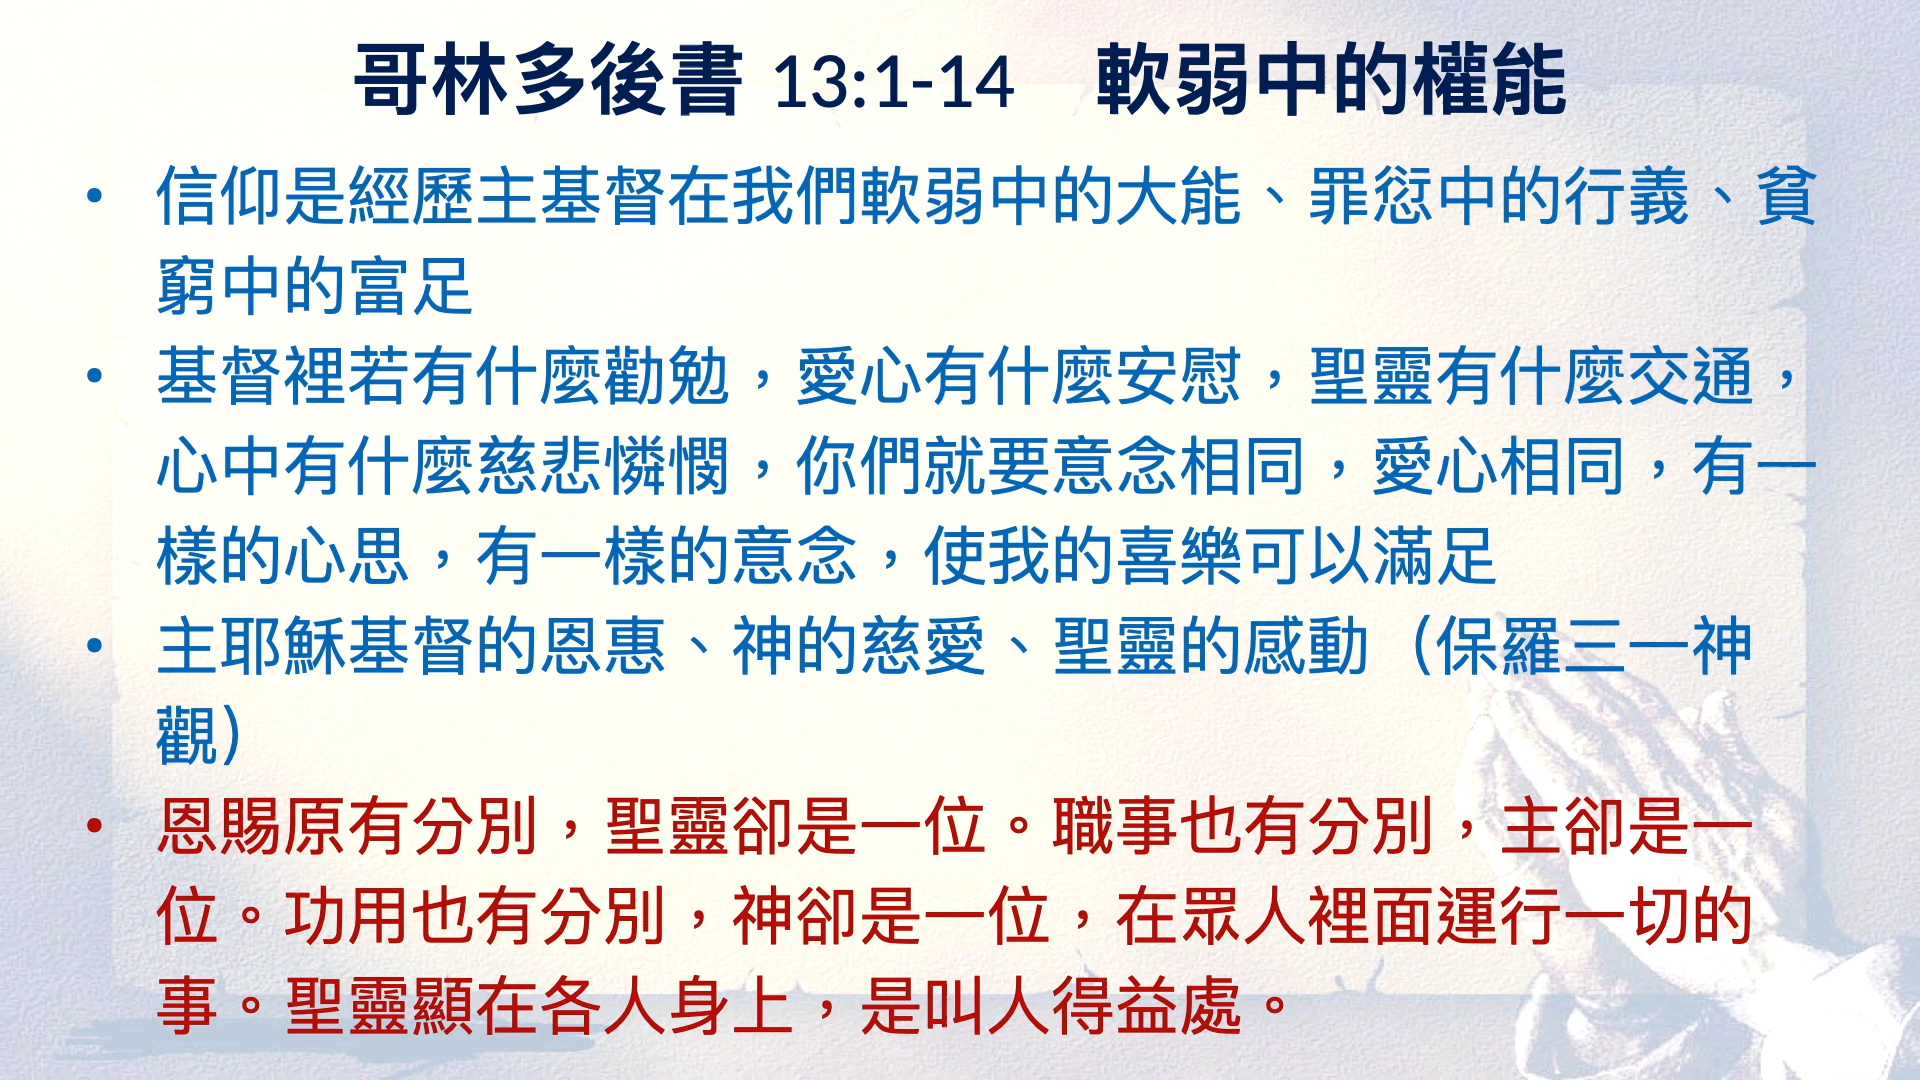 哥林多後書 13:1-14　軟弱中的權能
• 信仰是經歷主基督在我們軟弱中的大能、罪愆中的行義、貧
窮中的富足
• 基督裡若有什麼勸勉，愛心有什麼安慰，聖靈有什麼交通，
心中有什麼慈悲憐憫，你們就要意念相同，愛心相同，有一
樣的心思，有一樣的意念，使我的喜樂可以滿足
• 主耶穌基督的恩惠、神的慈愛、聖靈的感動（保羅三一神
觀）
• 恩賜原有分別，聖靈卻是一位。職事也有分別，主卻是一
位。功用也有分別，神卻是一位，在眾人裡面運行一切的
事。聖靈顯在各人身上，是叫人得益處。